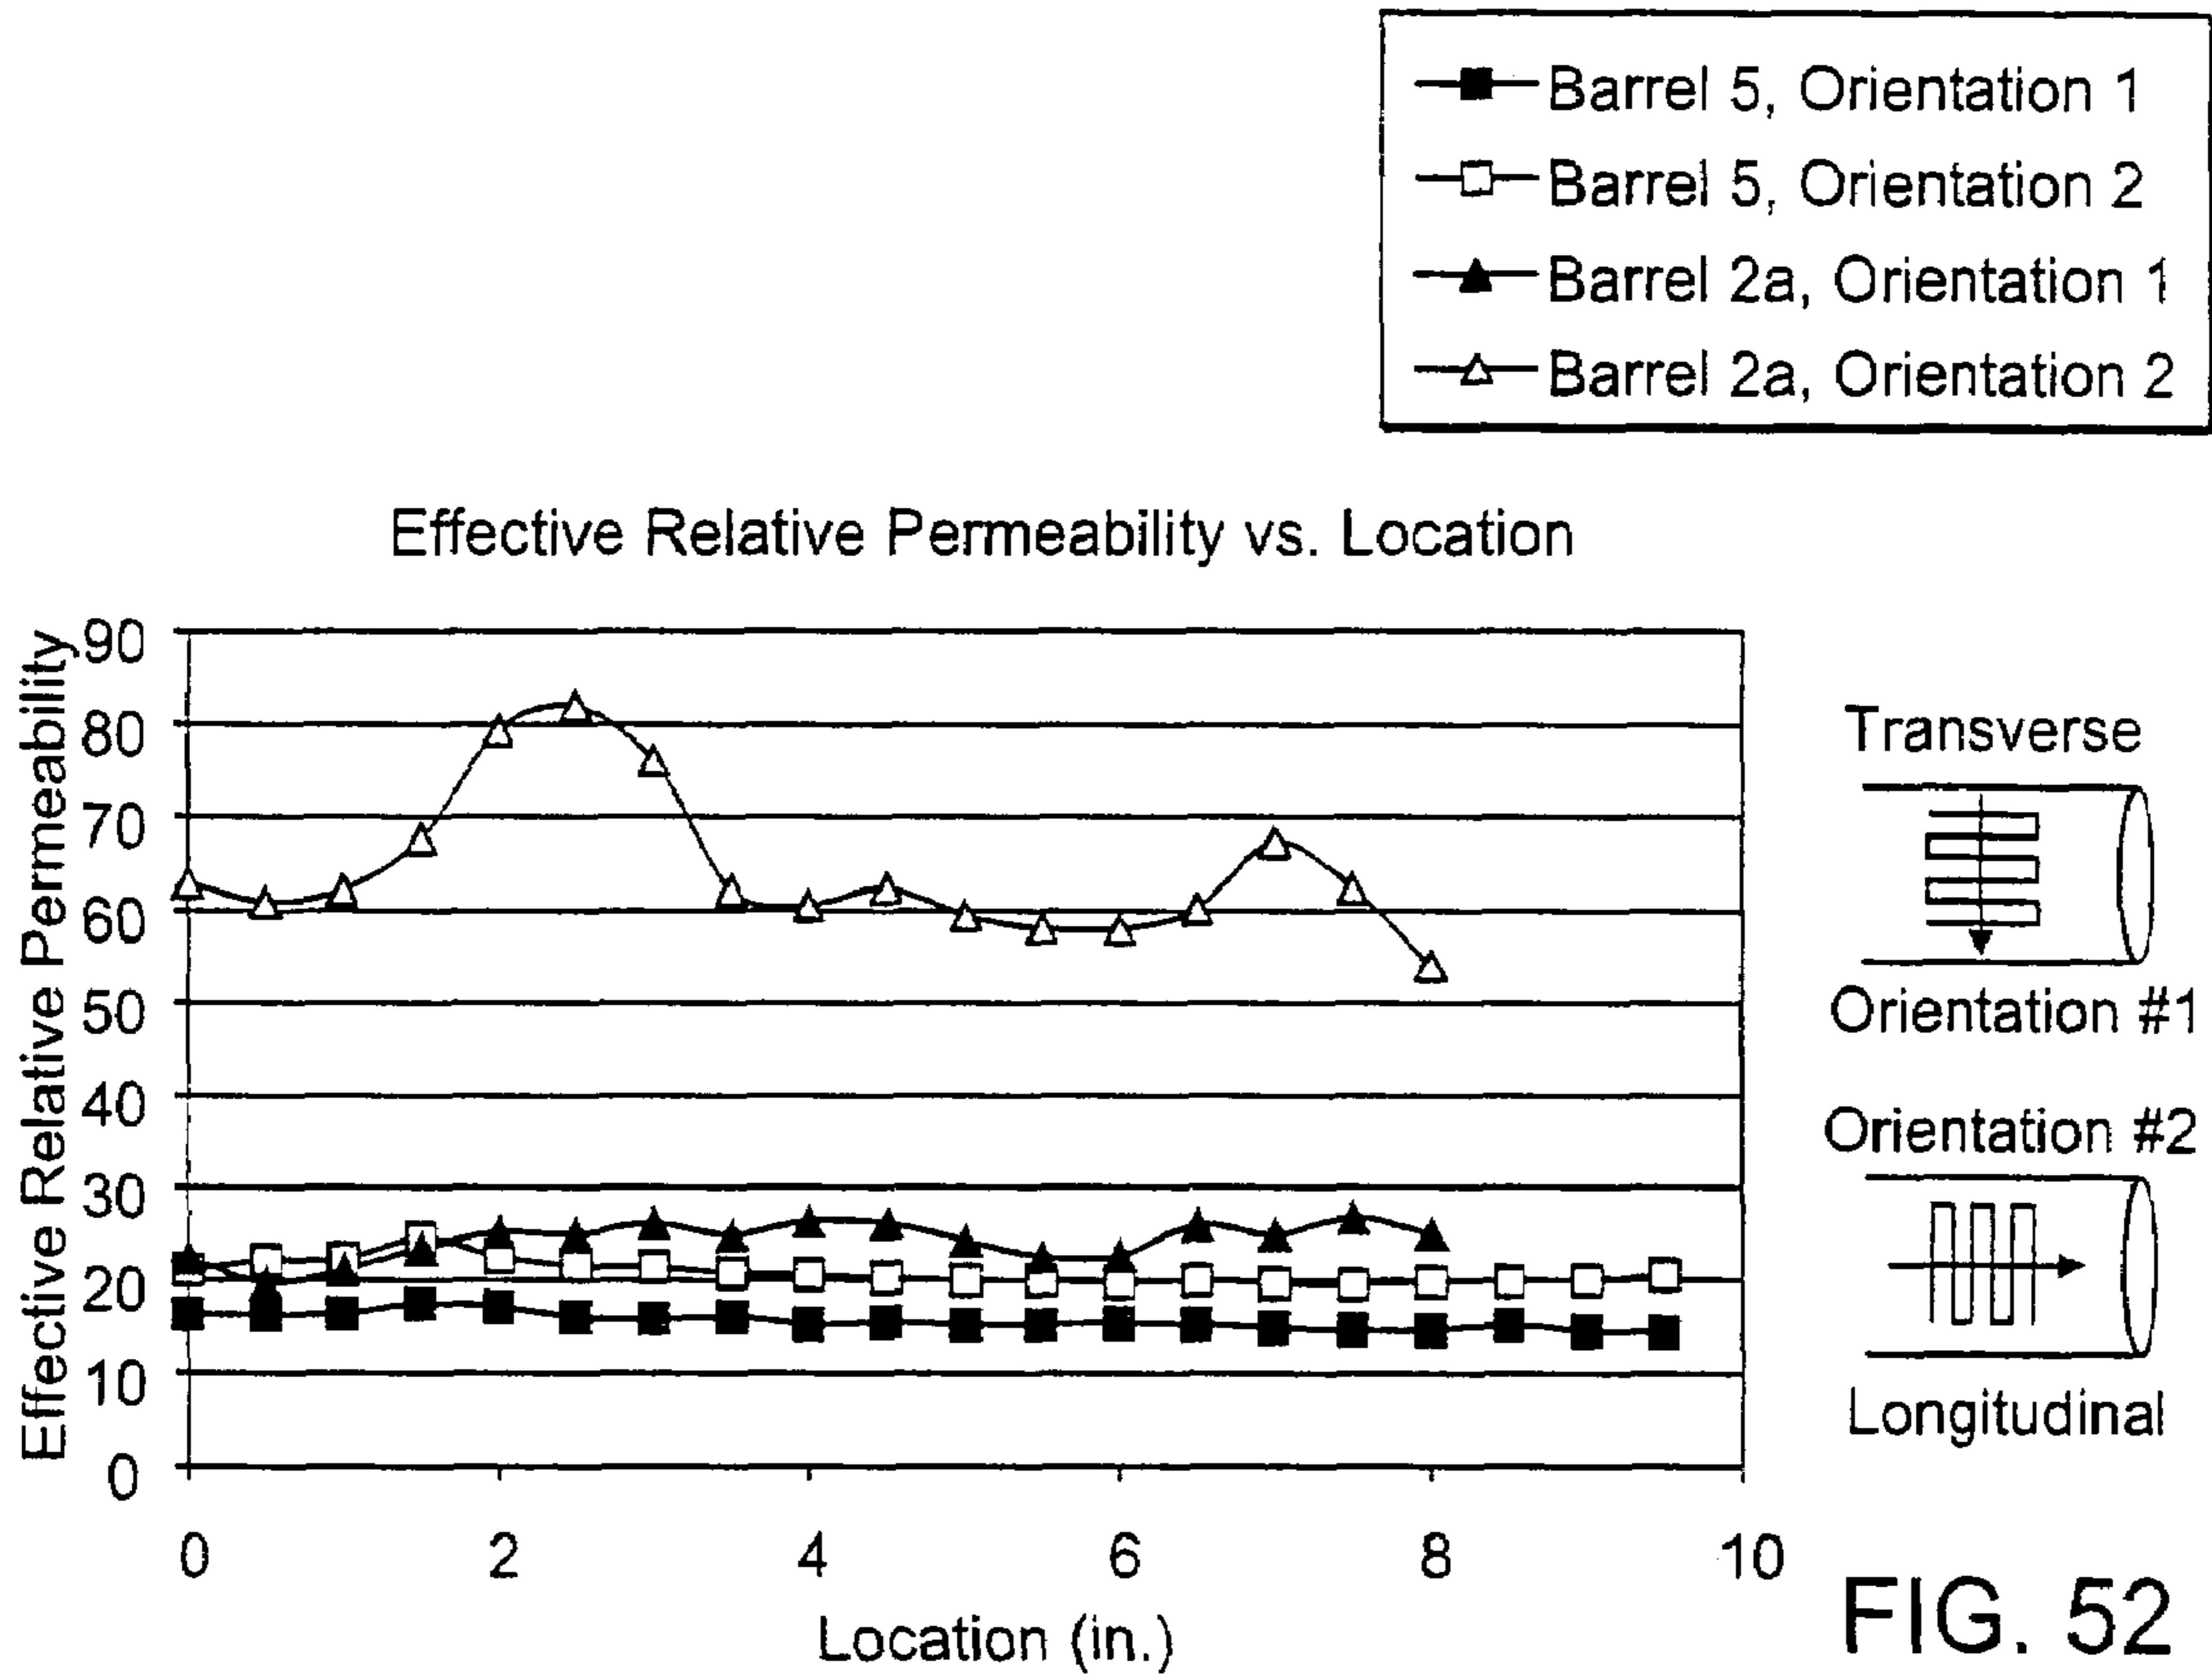 Barrel 5, Orientation 1
Barrel 5, Orientation 2
Barrel 2a, Orientation 1
Barrel 2a, Orientation 2
Effective Relative Permeability vs. Location
Effective Relative Permeability
90
80
70
60
50
40
30
20
10
0
0 2 4 6 8 10
Location (in.)
Transverse
Orientation #1
Orientation #2
Longitudinal
FIG. 52